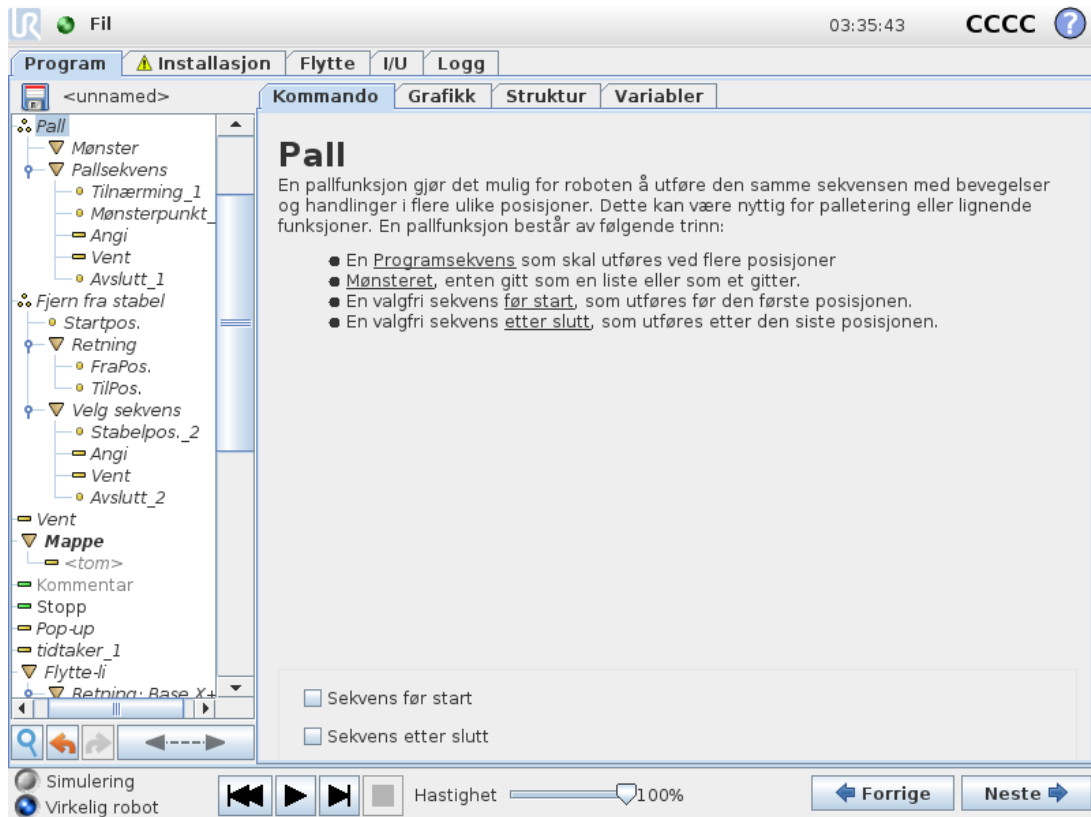 UR
Fil
03:35:43
CCCC
?
Program
Installasjon
Flytte
I/U
Logg
<unnamed>
Kommando
Grafikk
Struktur
Variabler
Pall
Mønster
Pallsekvens
Tilnærming_1
Mønsterpunkt_
Angi
Vent
Avslutt_1
Fjern fra stabel
Startpos.
Retning
FraPos.
TilPos.
Velg sekvens
Stabelpos._2
Angi
Vent
Avslutt_2
Vent
Mappe
<tom>
Kommentar
Stopp
Pop-up
tidtaker_1
Flytte-li
Retning: Base X+
Pall
En pallfunksjon gjør det mulig for roboten å utføre den samme sekvensen med bevegelser
og handlinger i flere ulike posisjoner. Dette kan være nyttig for palletering eller lignende
funksjoner. En pallfunksjon består av følgende trinn:
En Programsekvens som skal utføres ved flere posisjoner
Mønsteret, enten gitt som en liste eller som et gitter.
En valgfri sekvens før start, som utføres før den første posisjonen.
En valgfri sekvens etter slutt, som utføres etter den siste posisjonen.
Sekvens før start
Sekvens etter slutt
Simulering
Virkelig robot
Hastighet
100%
Forrige
Neste